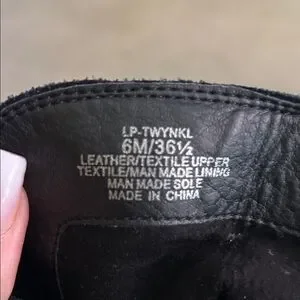 LP-TWYNKL
6M/36½
LEATHER/TEXTILE UPPER
TEXTILE/MAN MADE LINING
MAN MADE SOLE
MADE IN CHINA